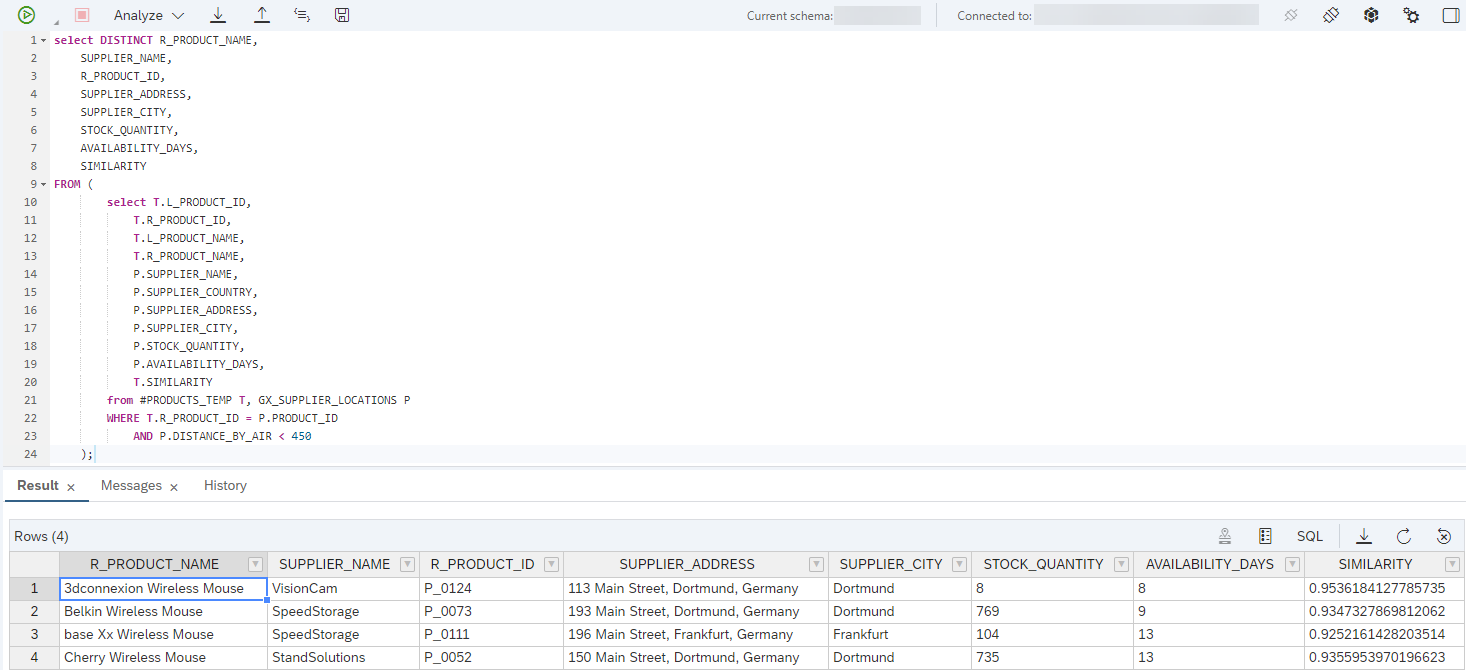 Analyze
Current schema:
Connected to:
1 select DISTINCT R_PRODUCT_NAME,
2 SUPPLIER_NAME,
3 R_PRODUCT_ID,
4 SUPPLIER_ADDRESS,
5 SUPPLIER_CITY,
6 STOCK_QUANTITY,
7 AVAILABILITY_DAYS,
8 SIMILARITY
9 FROM (
10 select T.L_PRODUCT_ID,
11 T.R_PRODUCT_ID,
12 T.L_PRODUCT_NAME,
13 T.R_PRODUCT_NAME,
14 P.SUPPLIER_NAME,
15 P.SUPPLIER_COUNTRY,
16 P.SUPPLIER_ADDRESS,
17 P.SUPPLIER_CITY,
18 P.STOCK_QUANTITY,
19 P.AVAILABILITY_DAYS,
20 T.SIMILARITY
21 from #PRODUCTS_TEMP T, GX_SUPPLIER_LOCATIONS P
22 WHERE T.R_PRODUCT_ID = P.PRODUCT_ID
23 AND P.DISTANCE_BY_AIR < 450
24 );
Result × Messages × History
Rows (4) SQL
R_PRODUCT_NAME SUPPLIER_NAME R_PRODUCT_ID SUPPLIER_ADDRESS SUPPLIER_CITY STOCK_QUANTITY AVAILABILITY_DAYS SIMILARITY
1 3dconnexion Wireless Mouse VisionCam P_0124 113 Main Street, Dortmund, Germany Dortmund 8 8 0.9536184127785735
2 Belkin Wireless Mouse SpeedStorage P_0073 193 Main Street, Dortmund, Germany Dortmund 769 9 0.9347327869812062
3 base Xx Wireless Mouse SpeedStorage P_0111 196 Main Street, Frankfurt, Germany Frankfurt 104 13 0.9252161428203514
4 Cherry Wireless Mouse StandSolutions P_0052 150 Main Street, Dortmund, Germany Dortmund 735 13 0.9355953970196623